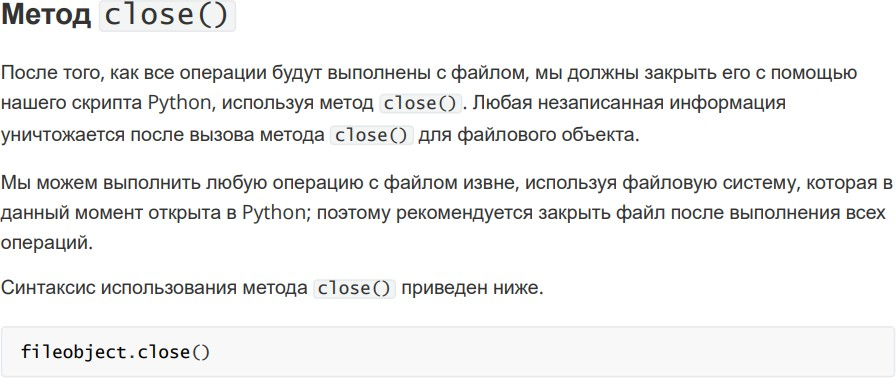 Метод close()
После того, как все операции будут выполнены с файлом, мы должны закрыть его с помощью
нашего скрипта Python, используя метод close(). Любая незаписанная информация
уничтожается после вызова метода close() для файлового объекта.
Мы можем выполнить любую операцию с файлом извне, используя файловую систему, которая в
данный момент открыта в Python; поэтому рекомендуется закрыть файл после выполнения всех
операций.
Синтаксис использования метода close() приведен ниже.
fileobject.close()